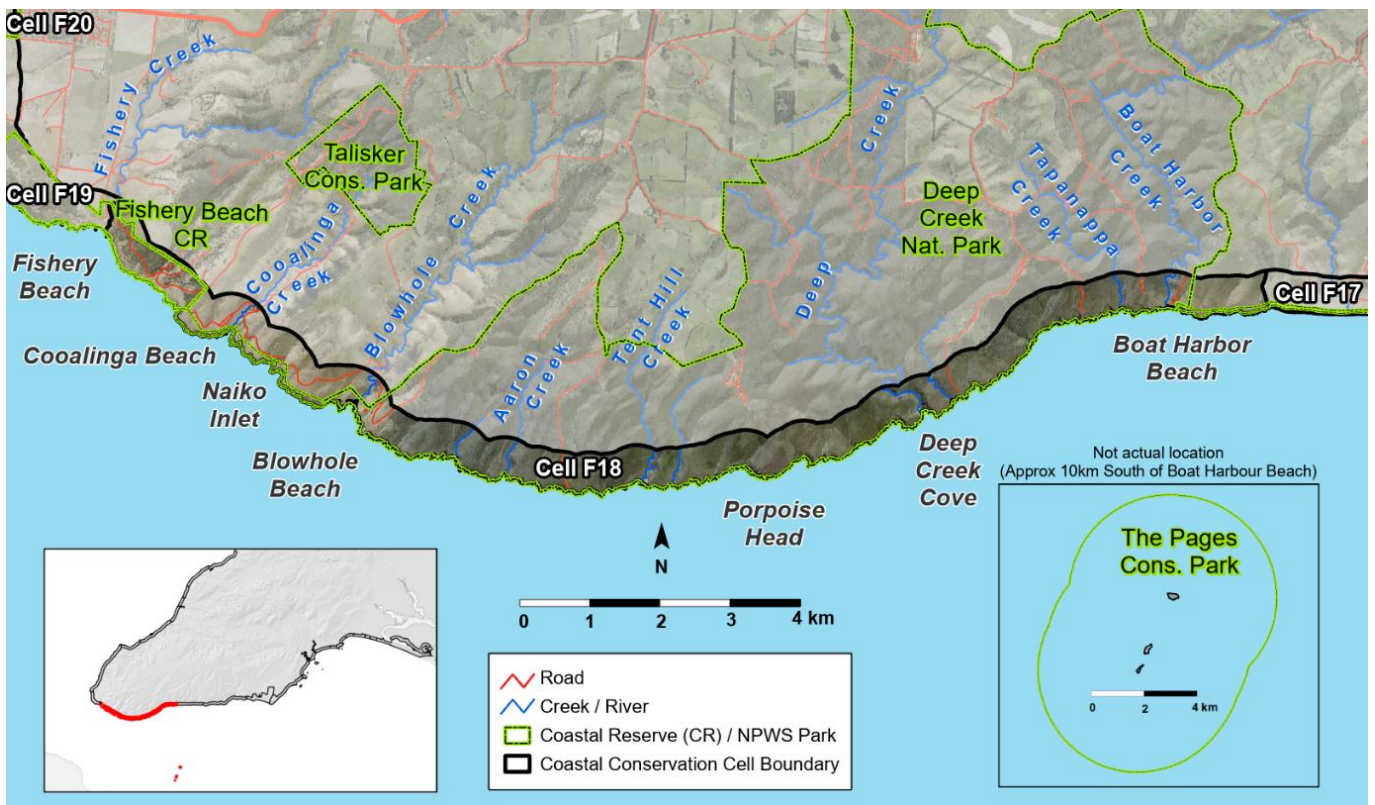 Cell F20
Fishery Creek
Talisker
Cons. Park
Cell F19
Fishery Beach
CR
Fishery
Beach
Cooalinga
Creek
Blowhole Creek
Cooalinga Beach
Naiko
Inlet
Blowhole
Beach
Aaron
Creek
Tent Hill
Creek
Cell F18
Deep Creek
Deep
Creek
Nat. Park
Tapanappa
Creek
Boat Harbor
Creek
Cell F17
Boat Harbor
Beach
Deep
Creek
Cove
Porpoise
Head
N
0 1 2 3 4 km
Road
Creek / River
Coastal Reserve (CR) / NPWS Park
Coastal Conservation Cell Boundary
Not actual location
(Approx 10km South of Boat Harbour Beach)
The Pages
Cons. Park
0 2 4 km